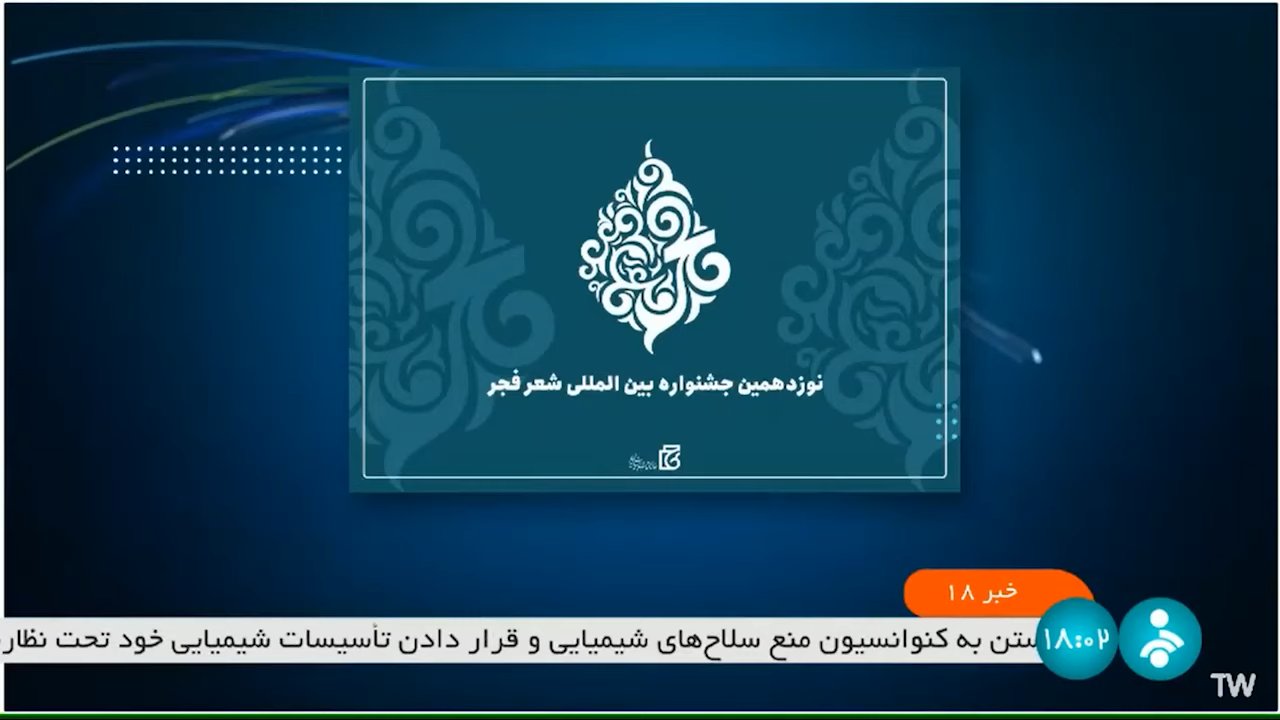 نوزدهمین جشنواره بین المللی شعر فجر
خبر ۱۸
ستن به کنوانسیون منع سلاح‌های شیمیایی و قرار دادن تأسیسات شیمیایی خود تحت نظار
۱۸:۰۲
TW